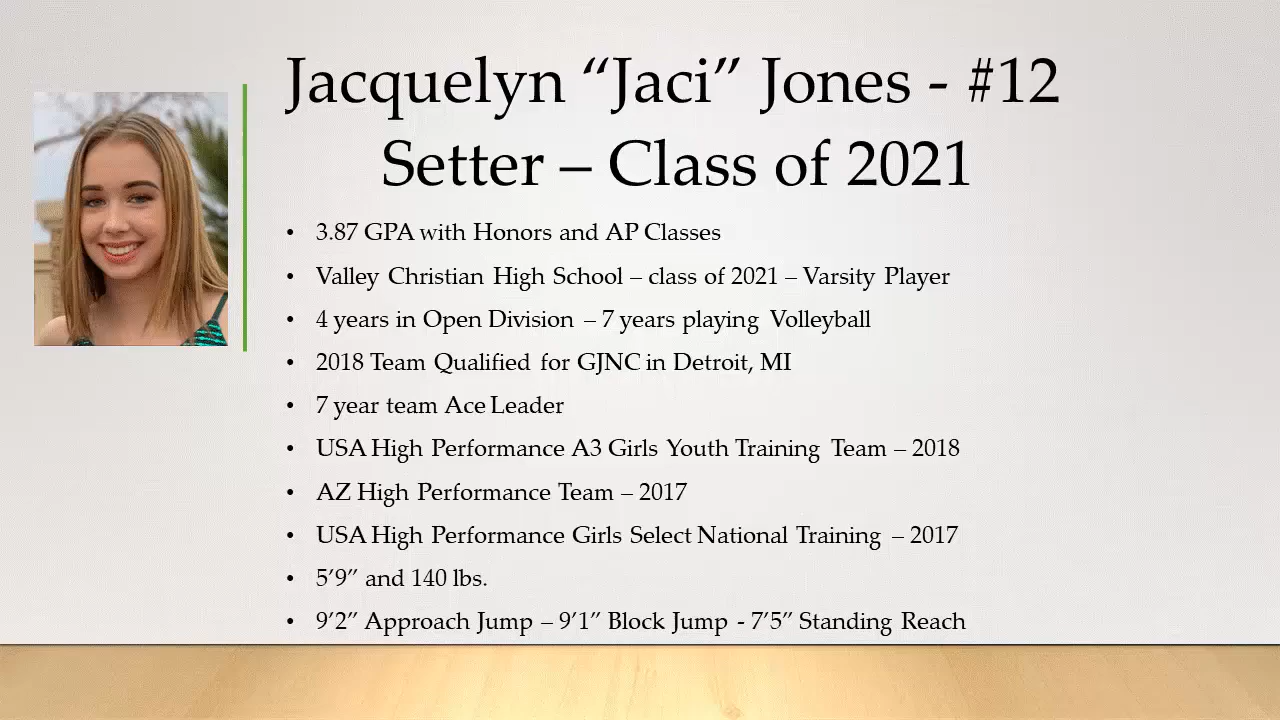 Jacquelyn “Jaci” Jones - #12
Setter – Class of 2021
• 3.87 GPA with Honors and AP Classes
• Valley Christian High School – class of 2021 – Varsity Player
• 4 years in Open Division – 7 years playing Volleyball
• 2018 Team Qualified for GJNC in Detroit, MI
• 7 year team Ace Leader
• USA High Performance A3 Girls Youth Training Team – 2018
• AZ High Performance Team – 2017
• USA High Performance Girls Select National Training – 2017
• 5’9” and 140 lbs.
• 9’2” Approach Jump – 9’1” Block Jump - 7’5” Standing Reach